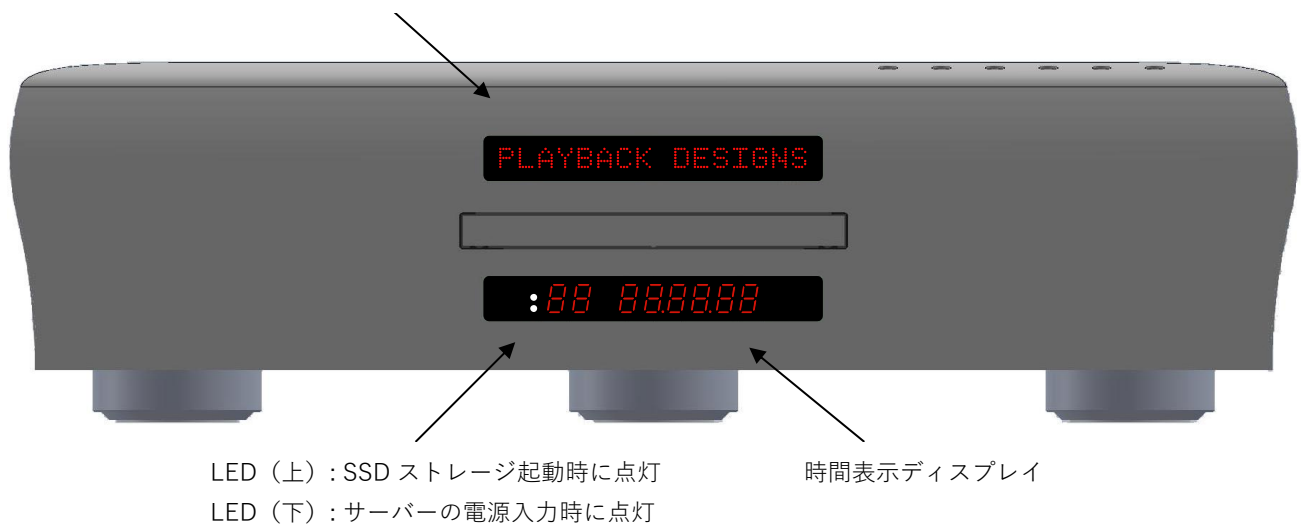 PLAYBACK DESIGNS
:88 88.88.88
LED（上）: SSD ストレージ起動時に点灯
時間表示ディスプレイ
LED（下）: サーバーの電源入力時に点灯